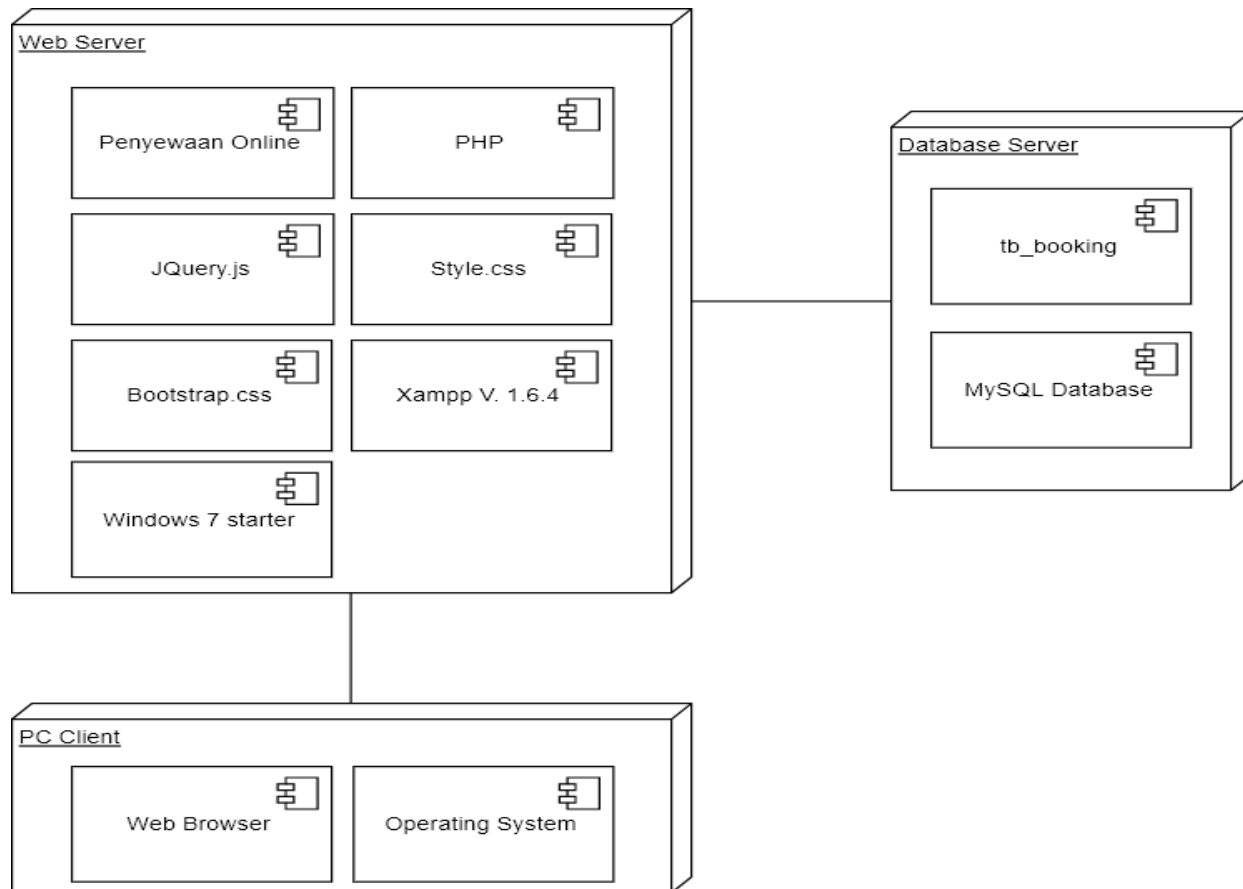 Web Server
Penyewaan Online
PHP
JQuery.js
Style.css
Bootstrap.css
Xampp V. 1.6.4
Windows 7 starter
Database Server
tb_booking
MySQL Database
PC Client
Web Browser
Operating System